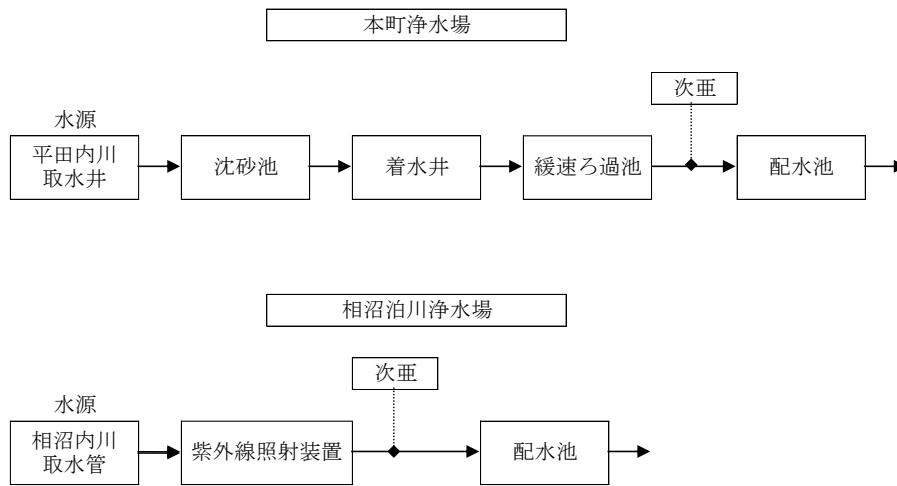 本町浄水場
次亜
水源
平田内川
取水井
沈砂池
着水井
緩速ろ過池
配水池
相沼泊川浄水場
次亜
水源
相沼内川
取水管
紫外線照射装置
配水池